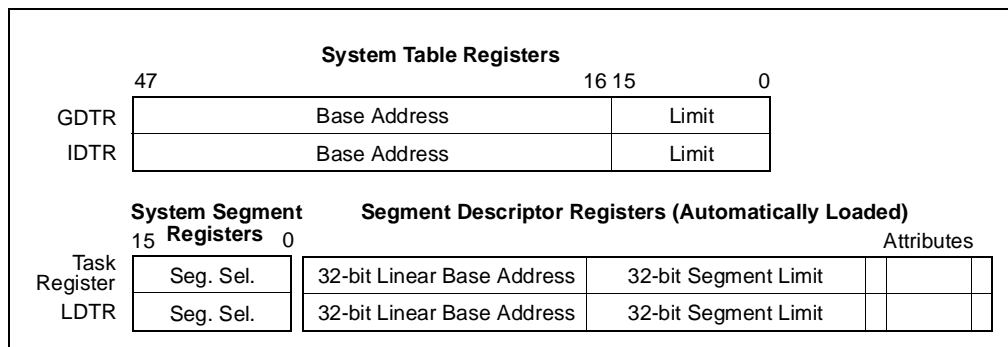 System Table Registers
47 16 15 0
GDTR Base Address Limit
IDTR Base Address Limit
System Segment Registers Segment Descriptor Registers (Automatically Loaded)
15 0 Attributes
Task Register Seg. Sel. 32-bit Linear Base Address 32-bit Segment Limit
LDTR Seg. Sel. 32-bit Linear Base Address 32-bit Segment Limit